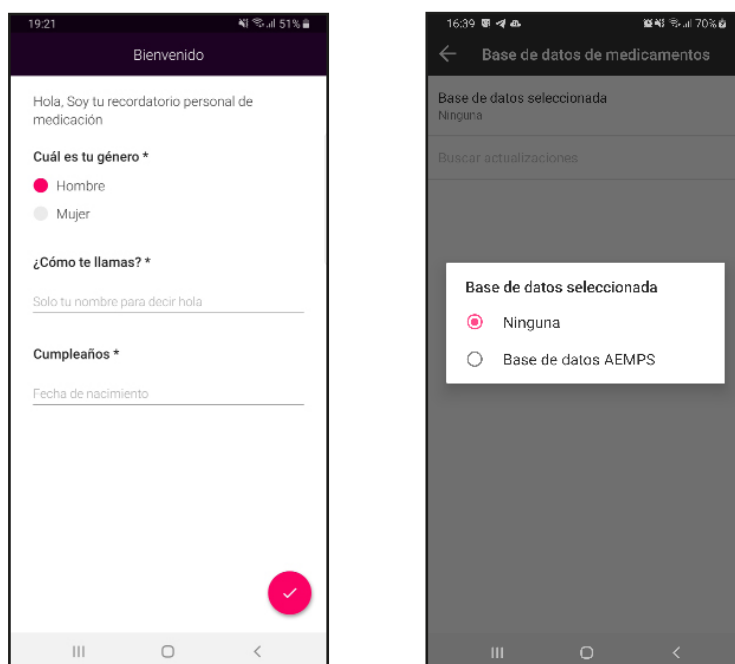 19:21
51%
Bienvenido
Hola, Soy tu recordatorio personal de
medicación
Cuál es tu género *
Hombre
Mujer
¿Cómo te llamas? *
Solo tu nombre para decir hola
Cumpleaños *
Fecha de nacimiento
16:39
70%
Base de datos de medicamentos
Base de datos seleccionada
Ninguna
Buscar actualizaciones
Base de datos seleccionada
Ninguna
Base de datos AEMPS